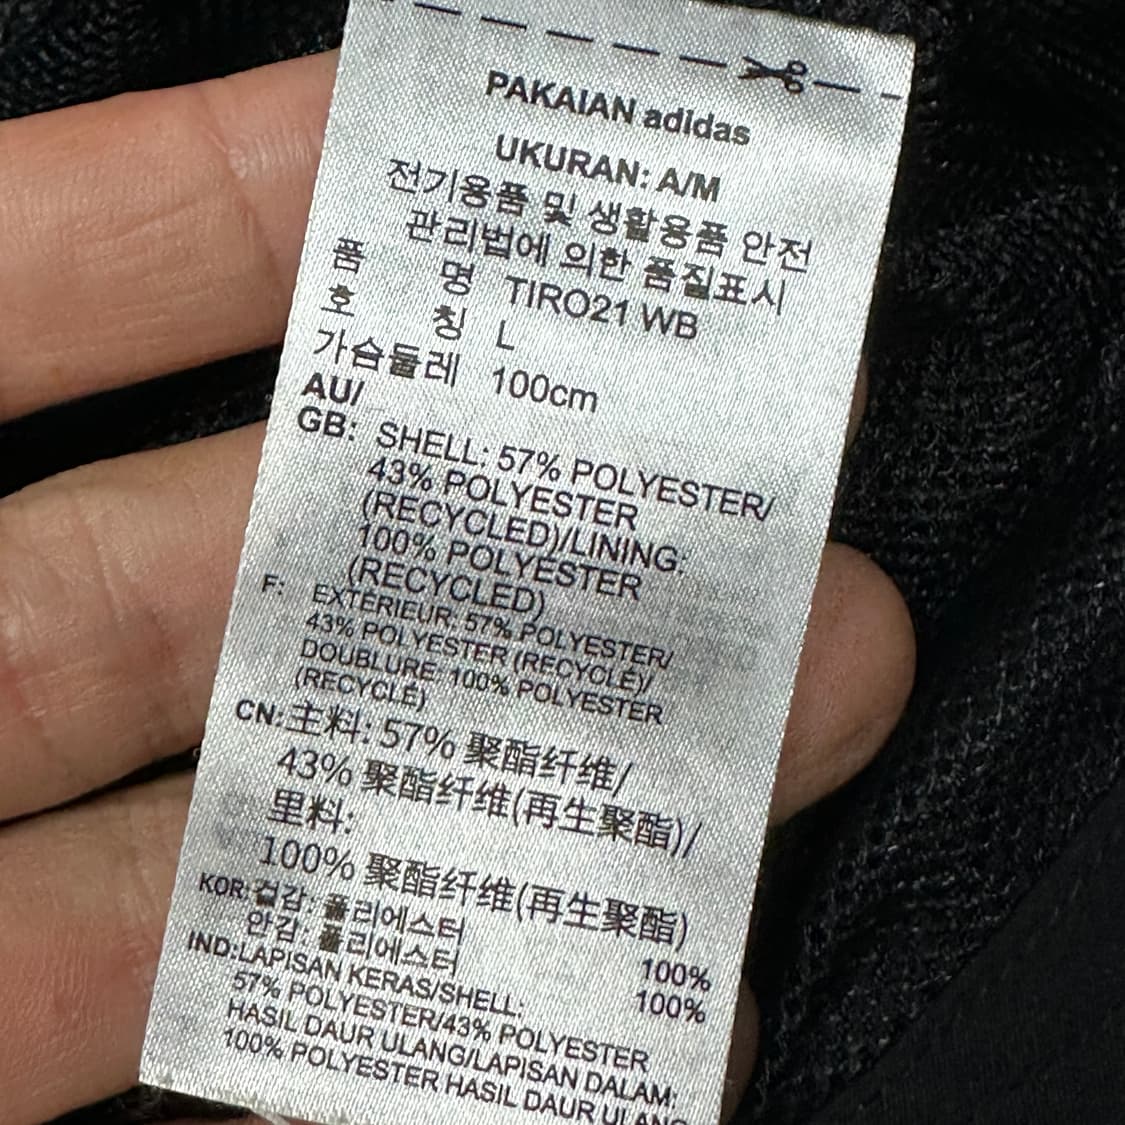 PAKAIAN adidas
UKURAN: A/M
전기용품 및 생활용품 안전
관리법에 의한 품질표시
품 명 TIRO21 WB
호 칭 L
가슴둘레 100cm
AU/
GB: SHELL: 57% POLYESTER/
43% POLYESTER
(RECYCLED)/LINING:
100% POLYESTER
(RECYCLED)
F: EXTÉRIEUR: 57% POLYESTER/
43% POLYESTER (RECYCLÉ)/
DOUBLURE: 100% POLYESTER
(RECYCLÉ)
CN: 主料: 57% 聚酯纤维/
43% 聚酯纤维(再生聚酯)/
里料:
100% 聚酯纤维(再生聚酯)
KOR: 겉감: 폴리에스터 100%
안감: 폴리에스터 100%
IND:LAPISAN KERAS/SHELL:
57% POLYESTER/43% POLYESTER
HASIL DAUR ULANG/LAPISAN DALAM:
100% POLYESTER HASIL DAUR ULANG